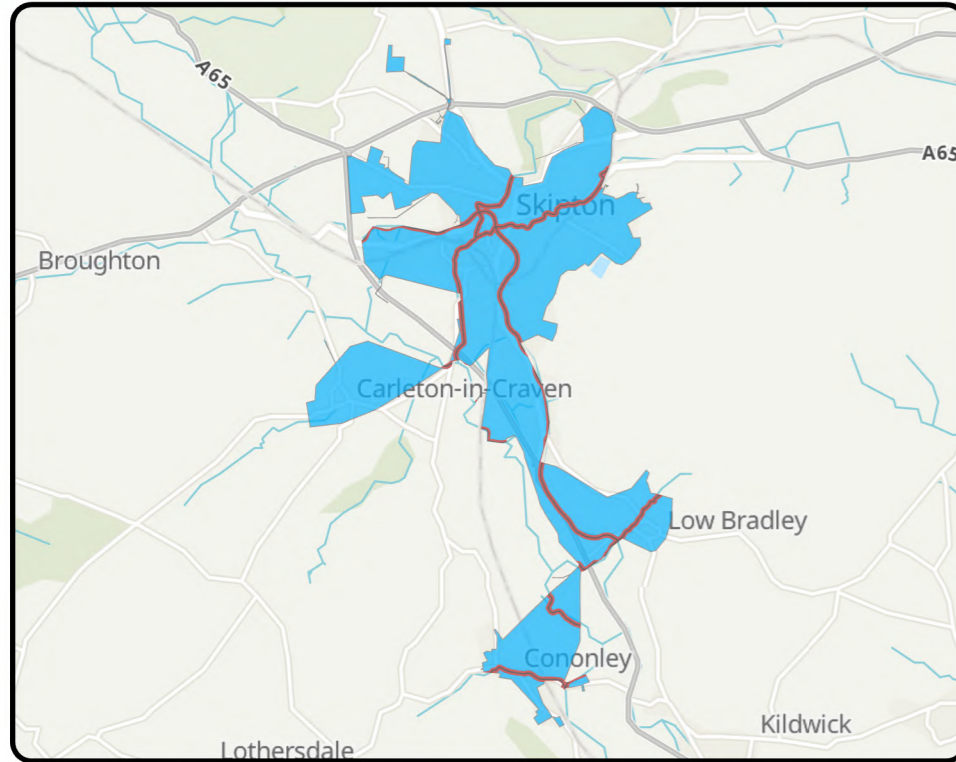 A65
A65
Skipton
Broughton
Carleton-in-Craven
Low Bradley
Cononley
Kildwick
Lothersdale